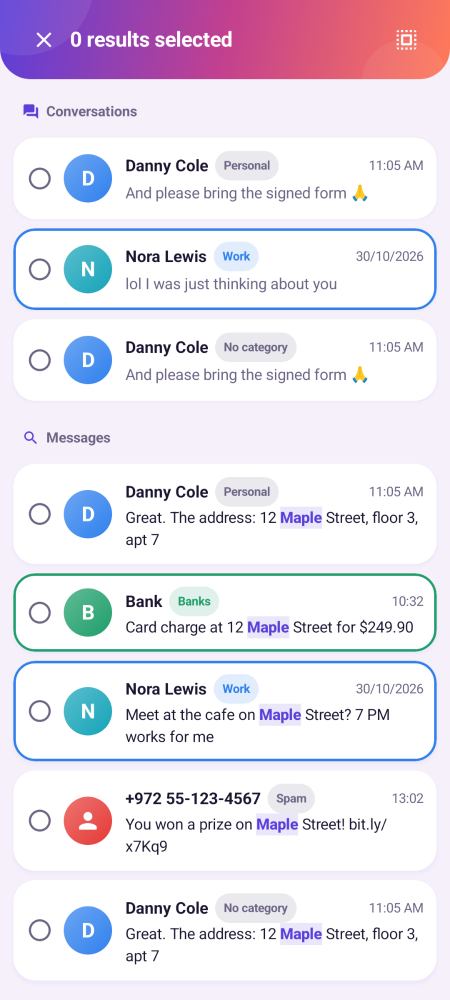 0 results selected
Conversations
Danny Cole Personal 11:05 AM
And please bring the signed form 🙏
Nora Lewis Work 30/10/2026
lol I was just thinking about you
Danny Cole No category 11:05 AM
And please bring the signed form 🙏
Messages
Danny Cole Personal 11:05 AM
Great. The address: 12 Maple Street, floor 3,
apt 7
Bank Banks 10:32
Card charge at 12 Maple Street for $249.90
Nora Lewis Work 30/10/2026
Meet at the cafe on Maple Street? 7 PM
works for me
+972 55-123-4567 Spam 13:02
You won a prize on Maple Street! bit.ly/
x7Kq9
Danny Cole No category 11:05 AM
Great. The address: 12 Maple Street, floor 3,
apt 7